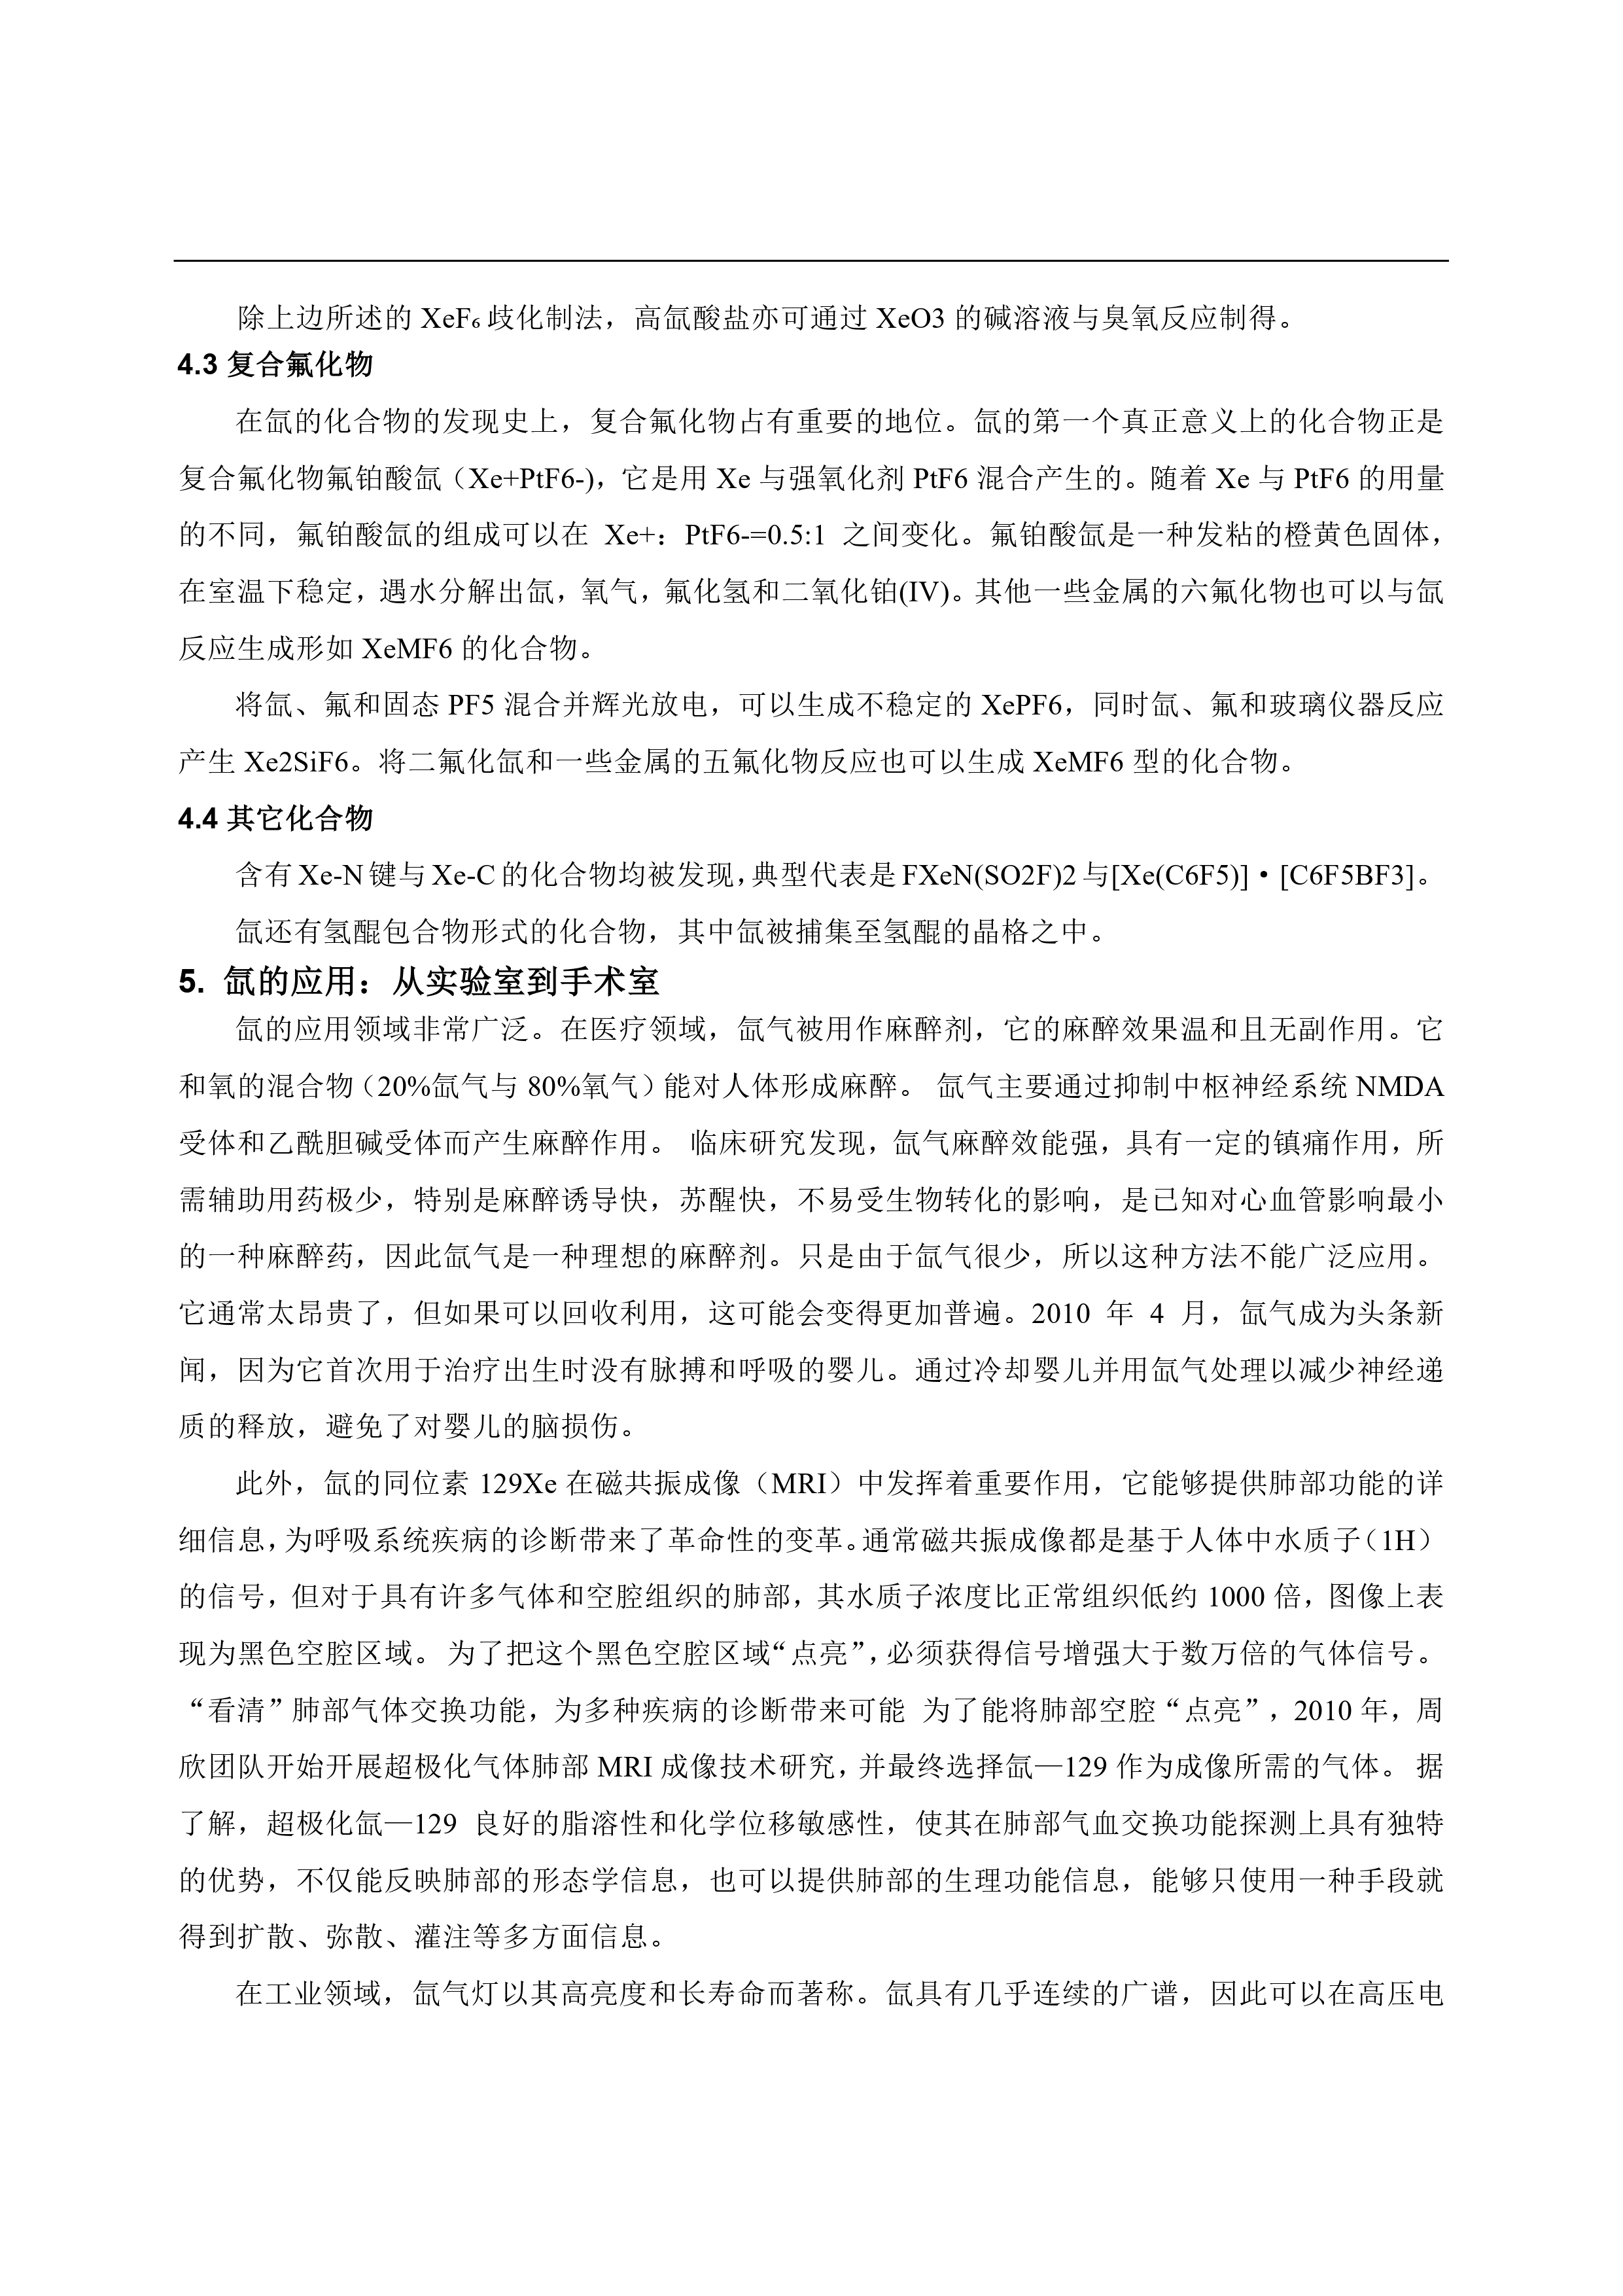 除上边所述的 XeF₆ 歧化制法，高氙酸盐亦可通过 XeO3 的碱溶液与臭氧反应制得。
4.3 复合氟化物
在氙的化合物的发现史上，复合氟化物占有重要的地位。氙的第一个真正意义上的化合物正是
复合氟化物氟铂酸氙（Xe+PtF6-)，它是用 Xe 与强氧化剂 PtF6 混合产生的。随着 Xe 与 PtF6 的用量
的不同，氟铂酸氙的组成可以在 Xe+：PtF6-=0.5:1 之间变化。氟铂酸氙是一种发粘的橙黄色固体，
在室温下稳定，遇水分解出氙，氧气，氟化氢和二氧化铂(IV)。其他一些金属的六氟化物也可以与氙
反应生成形如 XeMF6 的化合物。
将氙、氟和固态 PF5 混合并辉光放电，可以生成不稳定的 XePF6，同时氙、氟和玻璃仪器反应
产生 Xe2SiF6。将二氟化氙和一些金属的五氟化物反应也可以生成 XeMF6 型的化合物。
4.4 其它化合物
含有 Xe-N 键与 Xe-C 的化合物均被发现，典型代表是 FXeN(SO2F)2 与[Xe(C6F5)]•[C6F5BF3]。
氙还有氢醌包合物形式的化合物，其中氙被捕集至氢醌的晶格之中。
5. 氙的应用：从实验室到手术室
氙的应用领域非常广泛。在医疗领域，氙气被用作麻醉剂，它的麻醉效果温和且无副作用。它
和氧的混合物（20%氙气与 80%氧气）能对人体形成麻醉。 氙气主要通过抑制中枢神经系统 NMDA
受体和乙酰胆碱受体而产生麻醉作用。 临床研究发现，氙气麻醉效能强，具有一定的镇痛作用，所
需辅助用药极少，特别是麻醉诱导快，苏醒快，不易受生物转化的影响，是已知对心血管影响最小
的一种麻醉药，因此氙气是一种理想的麻醉剂。只是由于氙气很少，所以这种方法不能广泛应用。
它通常太昂贵了，但如果可以回收利用，这可能会变得更加普遍。2010 年 4 月，氙气成为头条新
闻，因为它首次用于治疗出生时没有脉搏和呼吸的婴儿。通过冷却婴儿并用氙气处理以减少神经递
质的释放，避免了对婴儿的脑损伤。
此外，氙的同位素 129Xe 在磁共振成像（MRI）中发挥着重要作用，它能够提供肺部功能的详
细信息，为呼吸系统疾病的诊断带来了革命性的变革。通常磁共振成像都是基于人体中水质子（1H）
的信号，但对于具有许多气体和空腔组织的肺部，其水质子浓度比正常组织低约 1000 倍，图像上表
现为黑色空腔区域。 为了把这个黑色空腔区域“点亮”，必须获得信号增强大于数万倍的气体信号。
“看清”肺部气体交换功能，为多种疾病的诊断带来可能 为了能将肺部空腔“点亮”，2010 年，周
欣团队开始开展超极化气体肺部 MRI 成像技术研究，并最终选择氙—129 作为成像所需的气体。 据
了解，超极化氙—129 良好的脂溶性和化学位移敏感性，使其在肺部气血交换功能探测上具有独特
的优势，不仅能反映肺部的形态学信息，也可以提供肺部的生理功能信息，能够只使用一种手段就
得到扩散、弥散、灌注等多方面信息。
在工业领域，氙气灯以其高亮度和长寿命而著称。氙具有几乎连续的广谱，因此可以在高压电